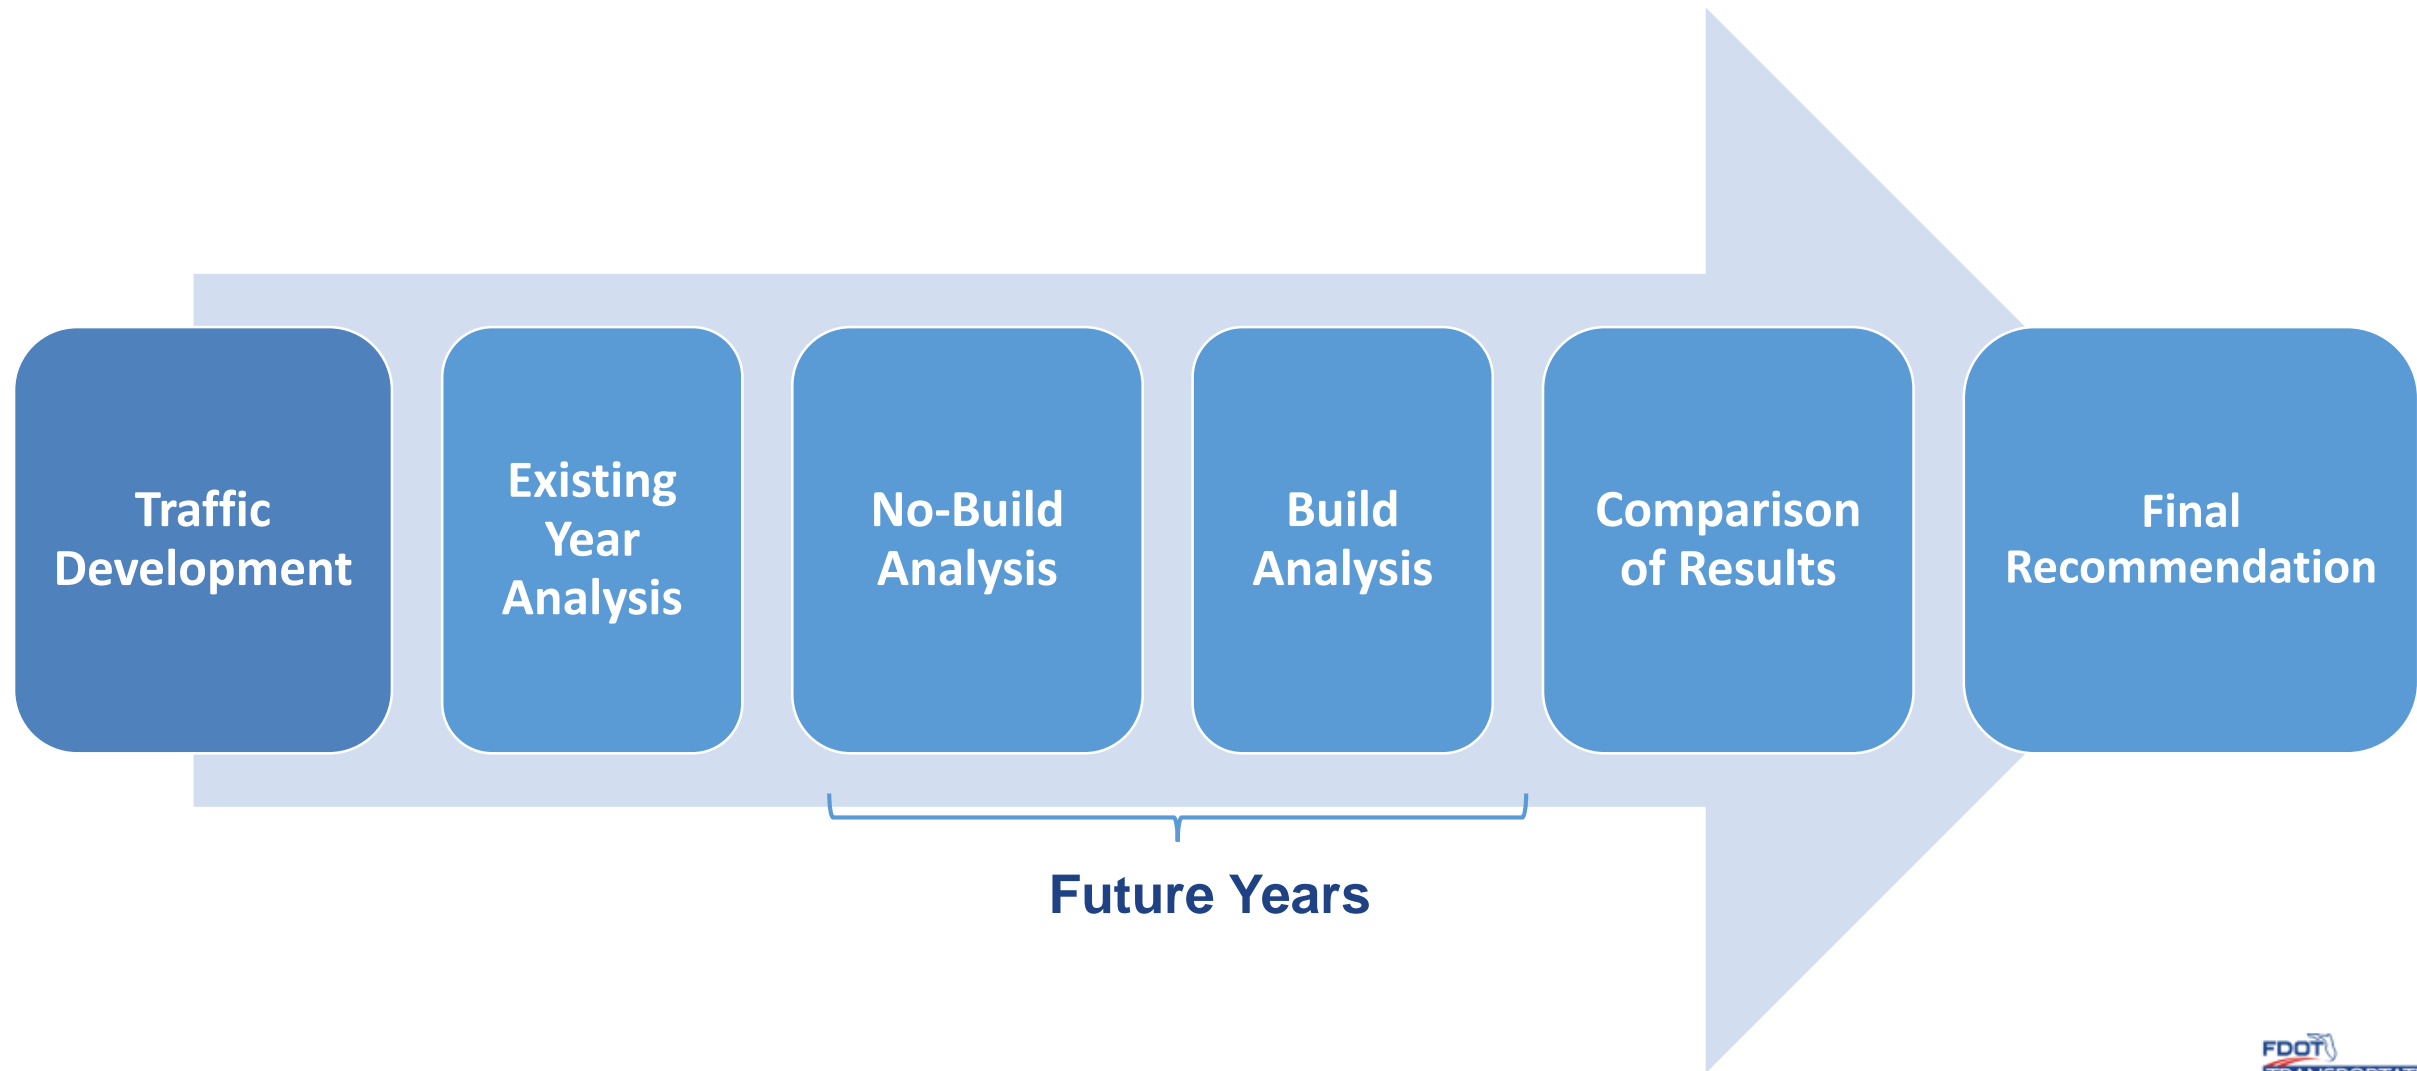 Traffic
Development
Existing
Year
Analysis
No-Build
Analysis
Build
Analysis
Comparison
of Results
Final
Recommendation
Future Years
FDOT